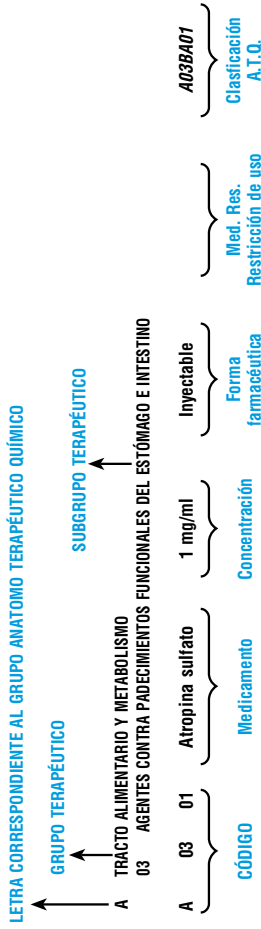 LETRA CORRESPONDIENTE AL GRUPO ANATOMO TERAPÉUTICO QUÍMICO
GRUPO TERAPÉUTICO
SUBGRUPO TERAPÉUTICO
A TRACTO ALIMENTARIO Y METABOLISMO
03 AGENTES CONTRA PADECIMIENTOS FUNCIONALES DEL ESTÓMAGO E INTESTINO
A 03 01 Atropina sulfato 1 mg/ml Inyectable A03BA01
CÓDIGO Medicamento Concentración Forma farmacéutica Med. Res. Restricción de uso Clasficación A.T.Q.